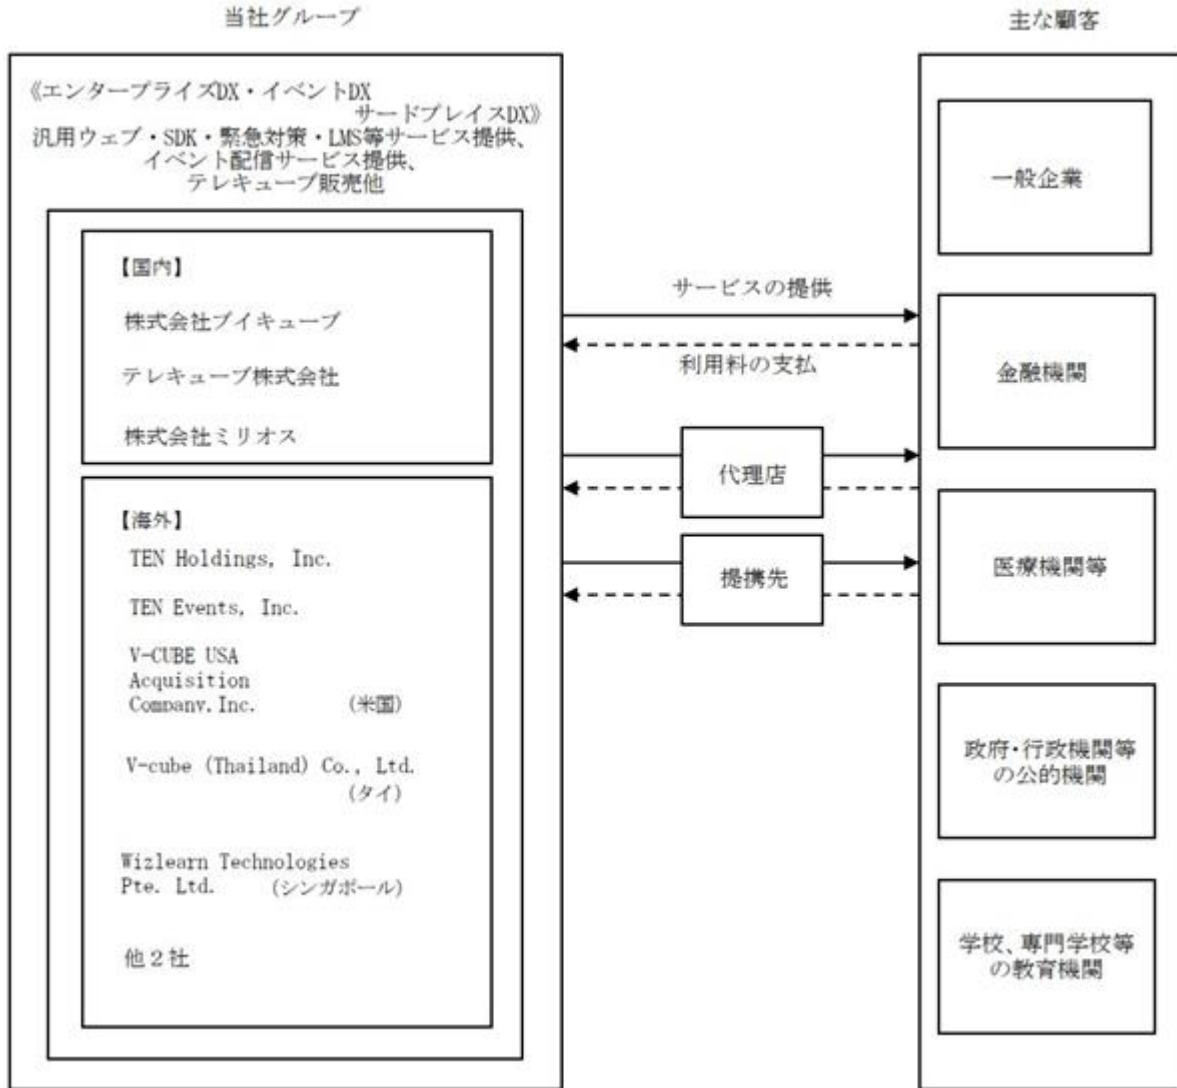 当社グループ
主な顧客
《エンタープライズDX・イベントDX
サードプレイスDX》
汎用ウェブ・SDK・緊急対策・LMS等サービス提供、
イベント配信サービス提供、
テレキューブ販売他
【国内】
株式会社ブイキューブ
テレキューブ株式会社
株式会社ミリオス
【海外】
TEN Holdings, Inc.
TEN Events, Inc.
V-CUBE USA
Acquisition
Company.Inc. (米国)
V-cube (Thailand) Co., Ltd.
(タイ)
Wizlearn Technologies
Pte. Ltd. (シンガポール)
他２社
サービスの提供
利用料の支払
代理店
提携先
一般企業
金融機関
医療機関等
政府・行政機関等
の公的機関
学校、専門学校等
の教育機関